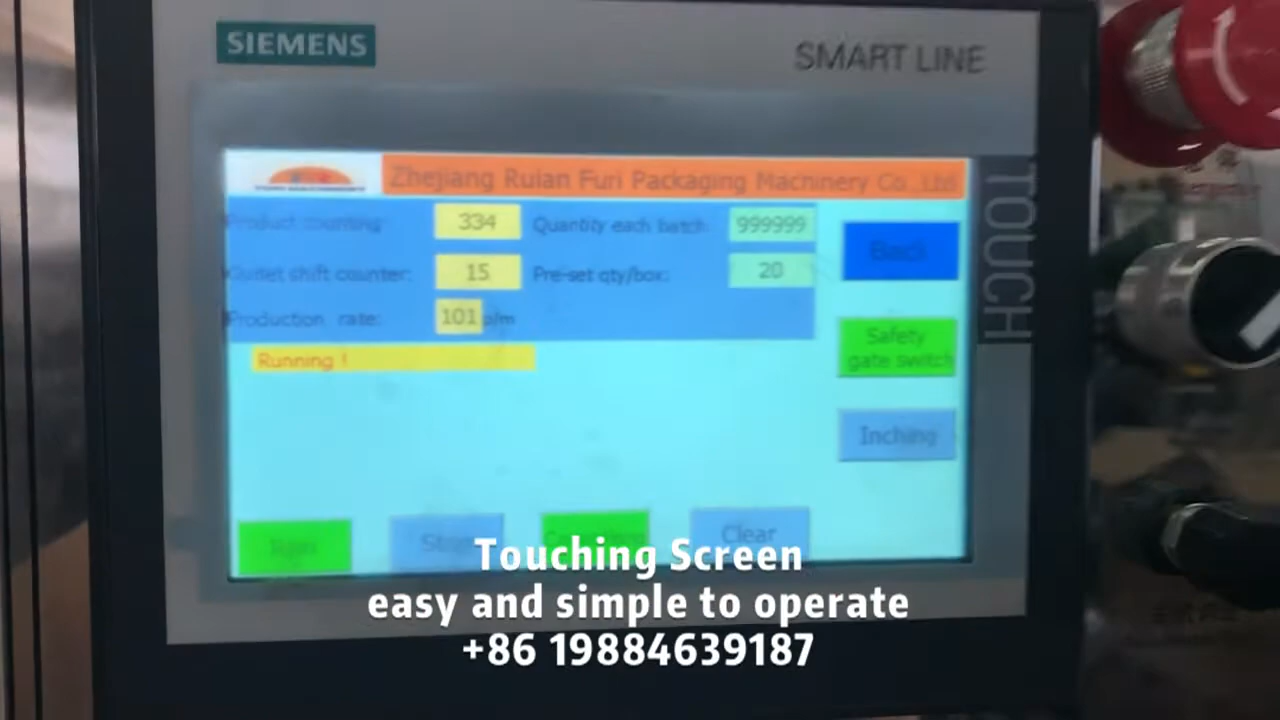 SIEMENS
SMART LINE
TOUCH
Zhejiang Ruian Furi Packaging Machinery Co.,Ltd
Product counting: 334 Quantity each batch: 999999
Back
shift counter: 15 Pre-set qty/box: 20
Production rate: 101 p/m
Safety
gate switch
Running !
Inching
Stop
Clear
Touching Screen
easy and simple to operate
+86 19884639187